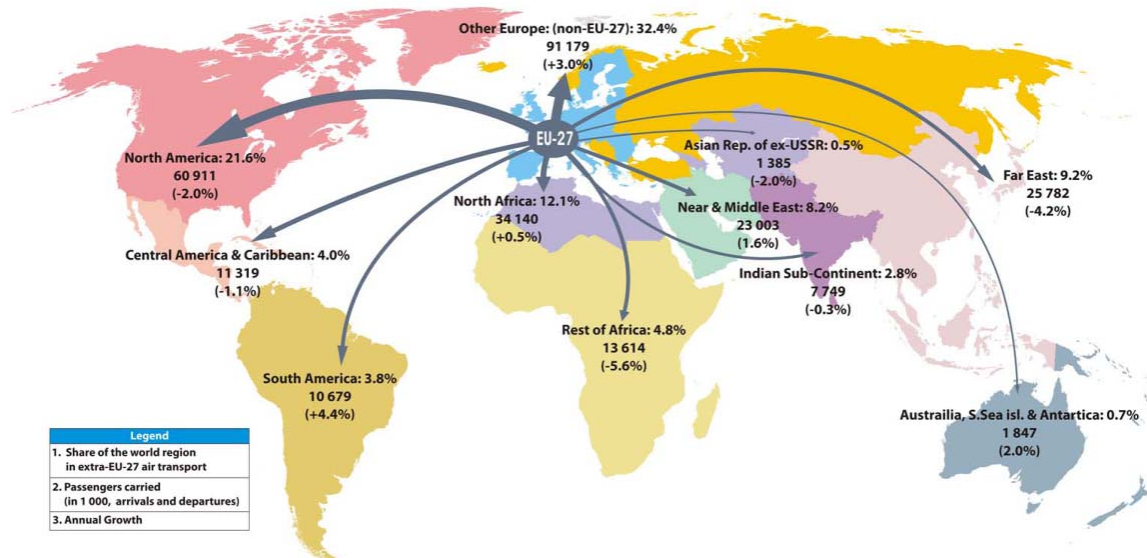 Other Europe: (non-EU-27): 32.4%
91 179
(+3.0%)
EU-27
North America: 21.6%
60 911
(-2.0%)
Asian Rep. of ex-USSR: 0.5%
1 385
(-2.0%)
Far East: 9.2%
25 782
(-4.2%)
North Africa: 12.1%
34 140
(+0.5%)
Near & Middle East: 8.2%
23 003
(1.6%)
Central America & Caribbean: 4.0%
11 319
(-1.1%)
Indian Sub-Continent: 2.8%
7 749
(-0.3%)
Rest of Africa: 4.8%
13 614
(-5.6%)
South America: 3.8%
10 679
(+4.4%)
Austrailia, S.Sea isl. & Antartica: 0.7%
1 847
(2.0%)
Legend
1. Share of the world region
in extra-EU-27 air transport
2. Passengers carried
(in 1 000, arrivals and departures)
3. Annual Growth